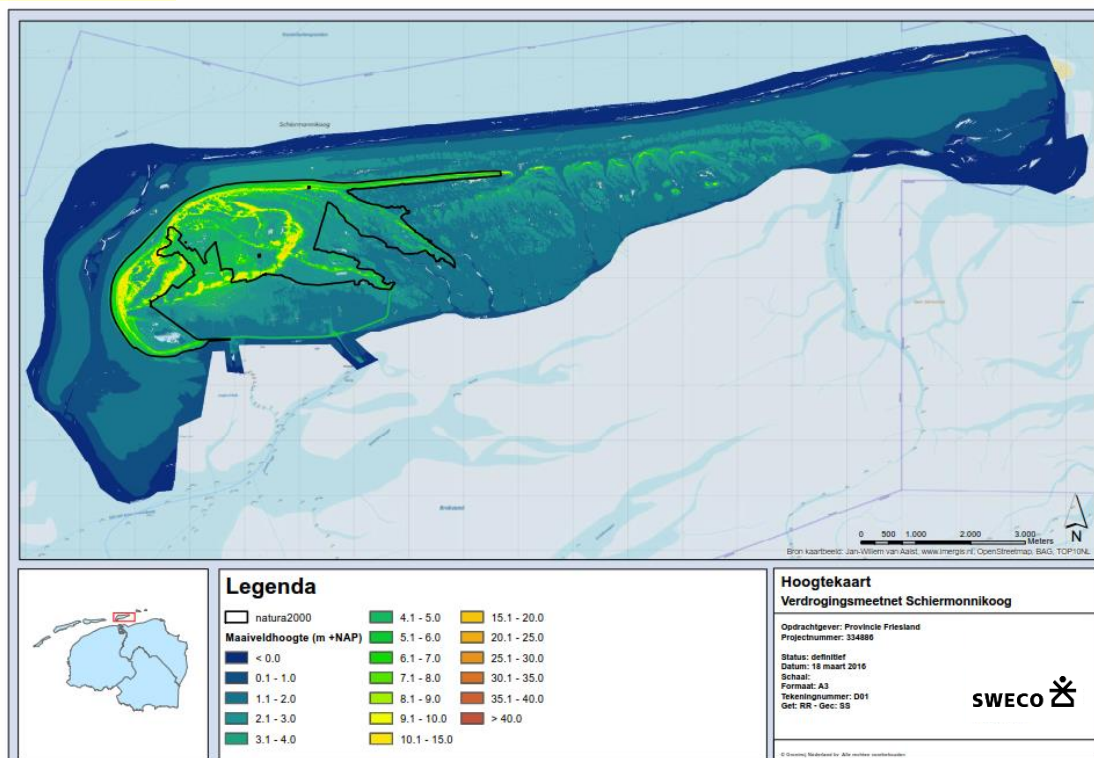 Schiermonnikoog
0 500 1.000 2.000 3.000
Meters
N
Bron kaartbeeld: Jan-Willem van Aalst, www.imergis.nl, OpenStreetmap, BAG, TOP10NL
Legenda
natura2000
Maaiveldhoogte (m +NAP)
< 0.0
0.1 - 1.0
1.1 - 2.0
2.1 - 3.0
3.1 - 4.0
4.1 - 5.0
5.1 - 6.0
6.1 - 7.0
7.1 - 8.0
8.1 - 9.0
9.1 - 10.0
10.1 - 15.0
15.1 - 20.0
20.1 - 25.0
25.1 - 30.0
30.1 - 35.0
35.1 - 40.0
> 40.0
Hoogtekaart
Verdrogingsmeetnet Schiermonnikoog
Opdrachtgever: Provincie Friesland
Projectnummer: 334886
Status: definitief
Datum: 18 maart 2016
Schaal:
Formaat: A3
Tekeningnummer: D01
Get: RR - Gec: SS
SWECO
© Grontmij Nederland bv. Alle rechten voorbehouden